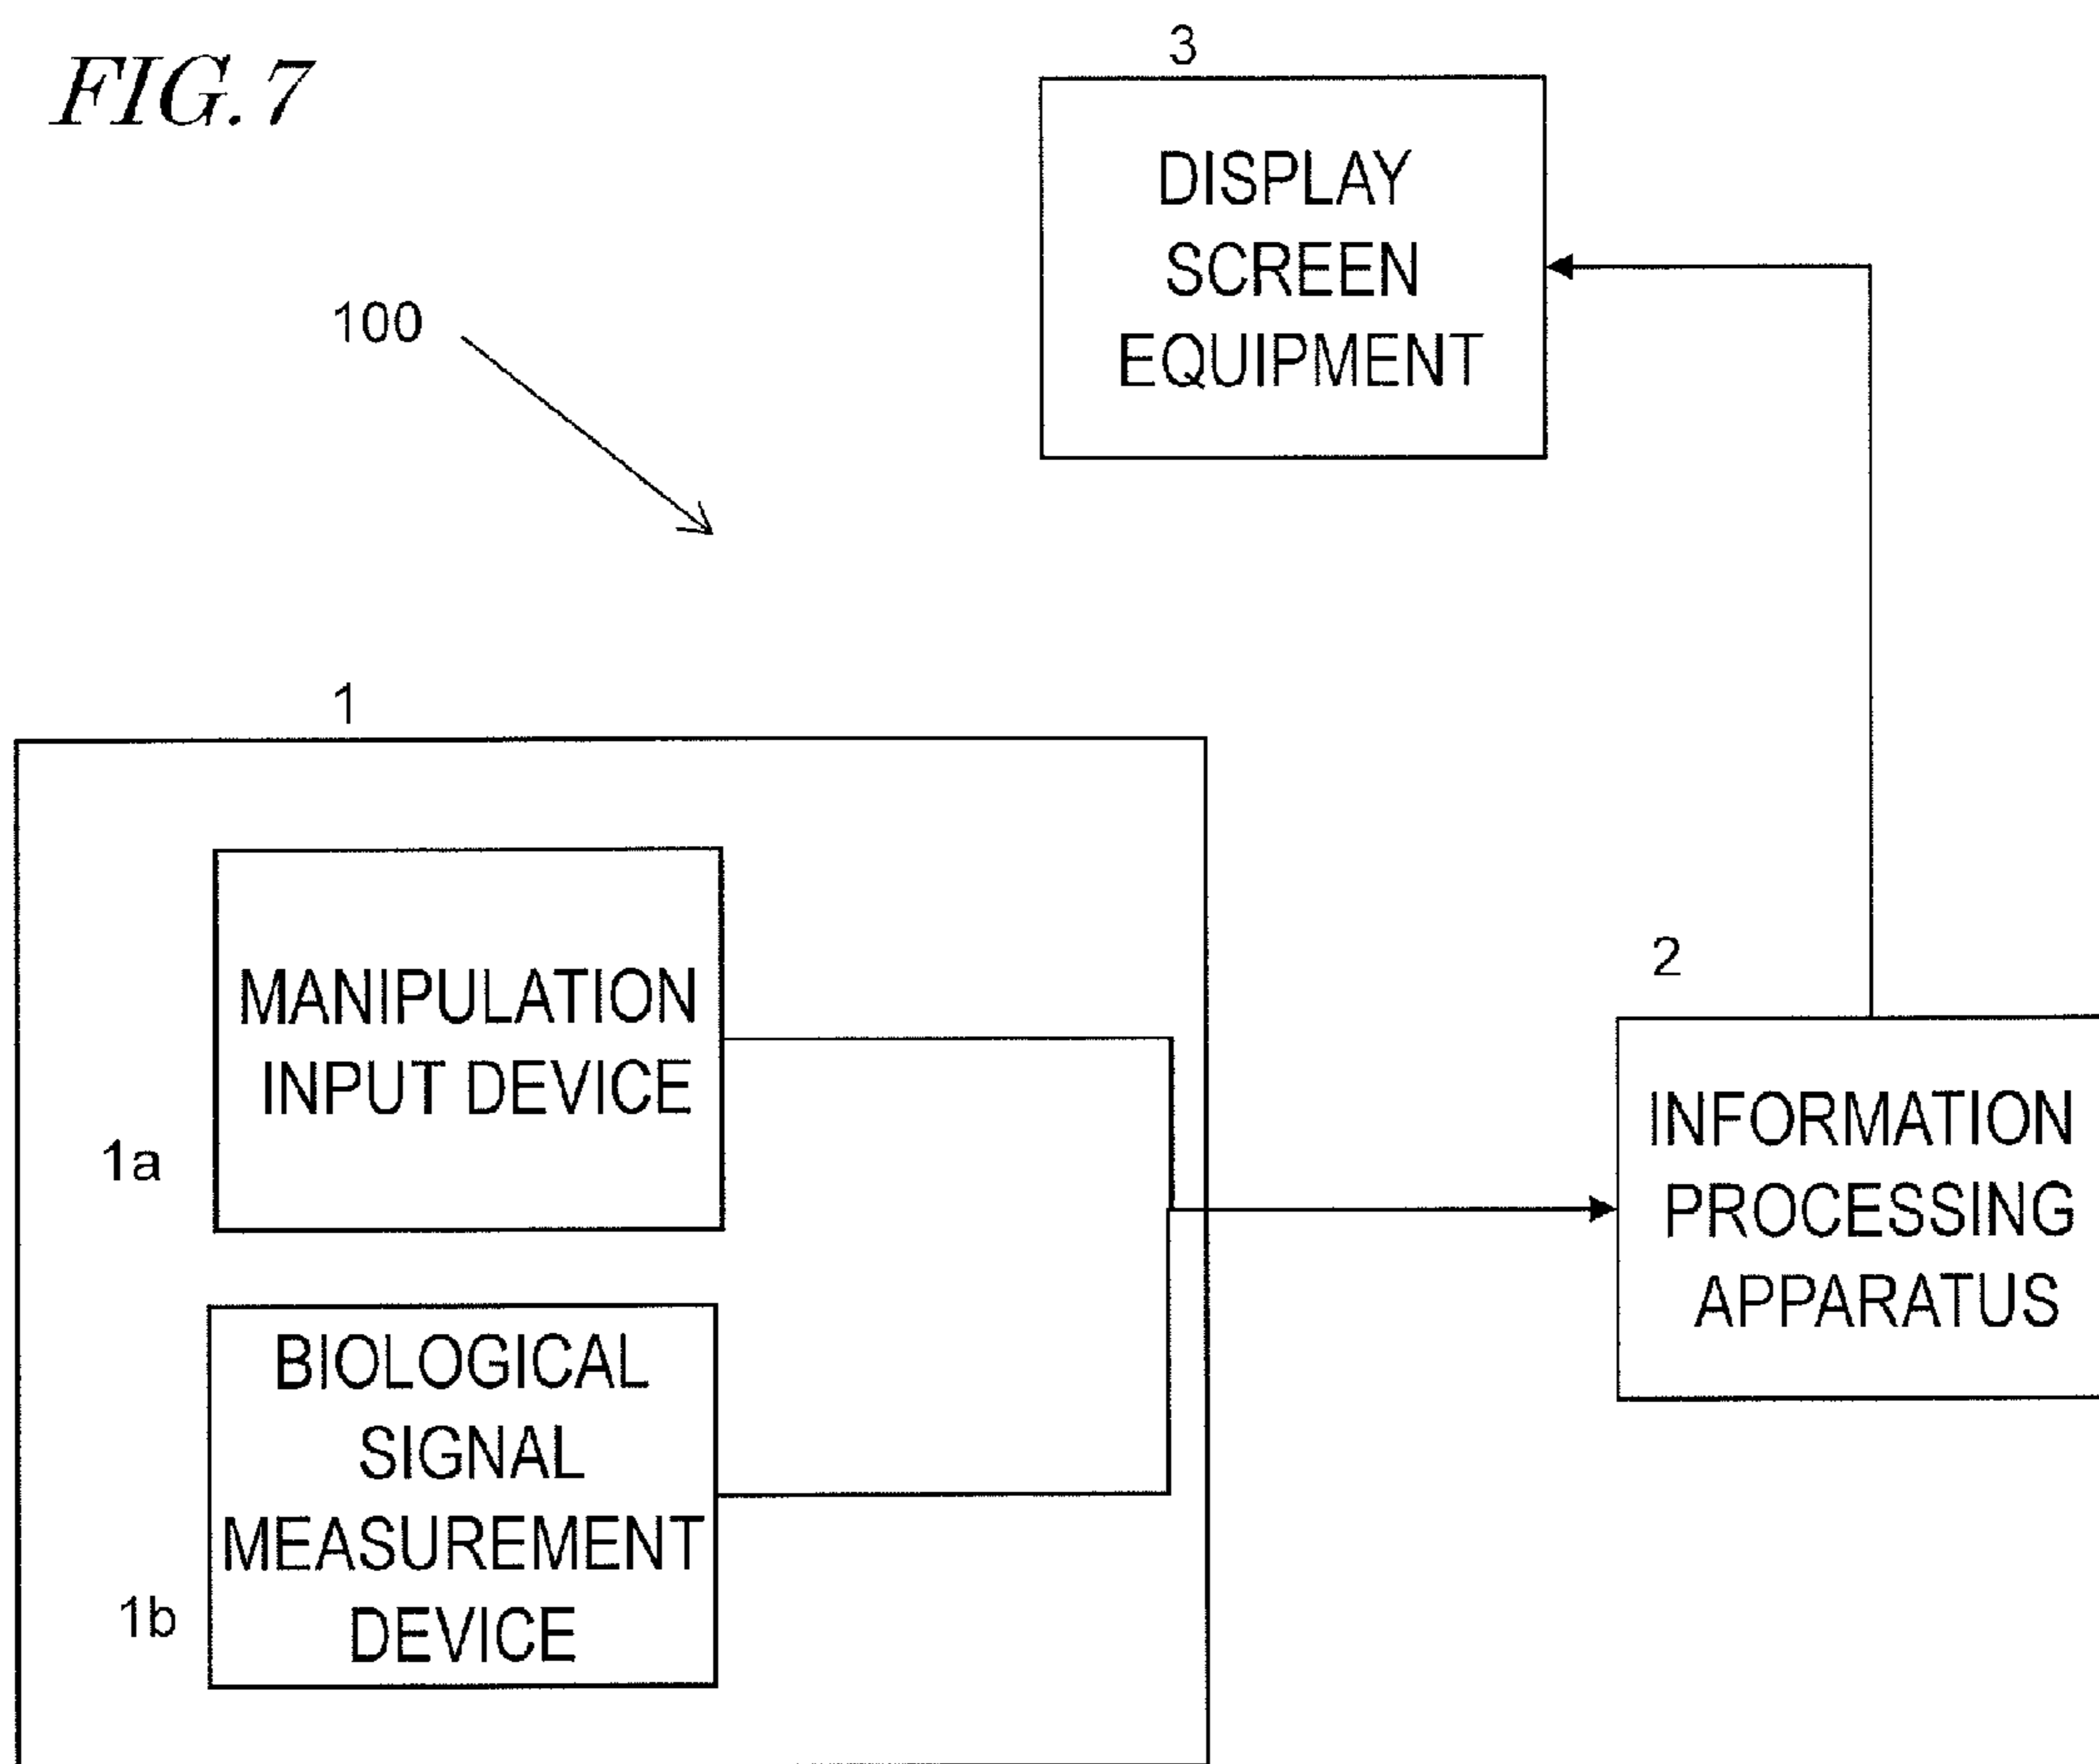 FIG. 7
3
DISPLAY
SCREEN
EQUIPMENT
100
1
MANIPULATION
INPUT DEVICE
1a
BIOLOGICAL
SIGNAL
MEASUREMENT
DEVICE
1b
2
INFORMATION
PROCESSING
APPARATUS